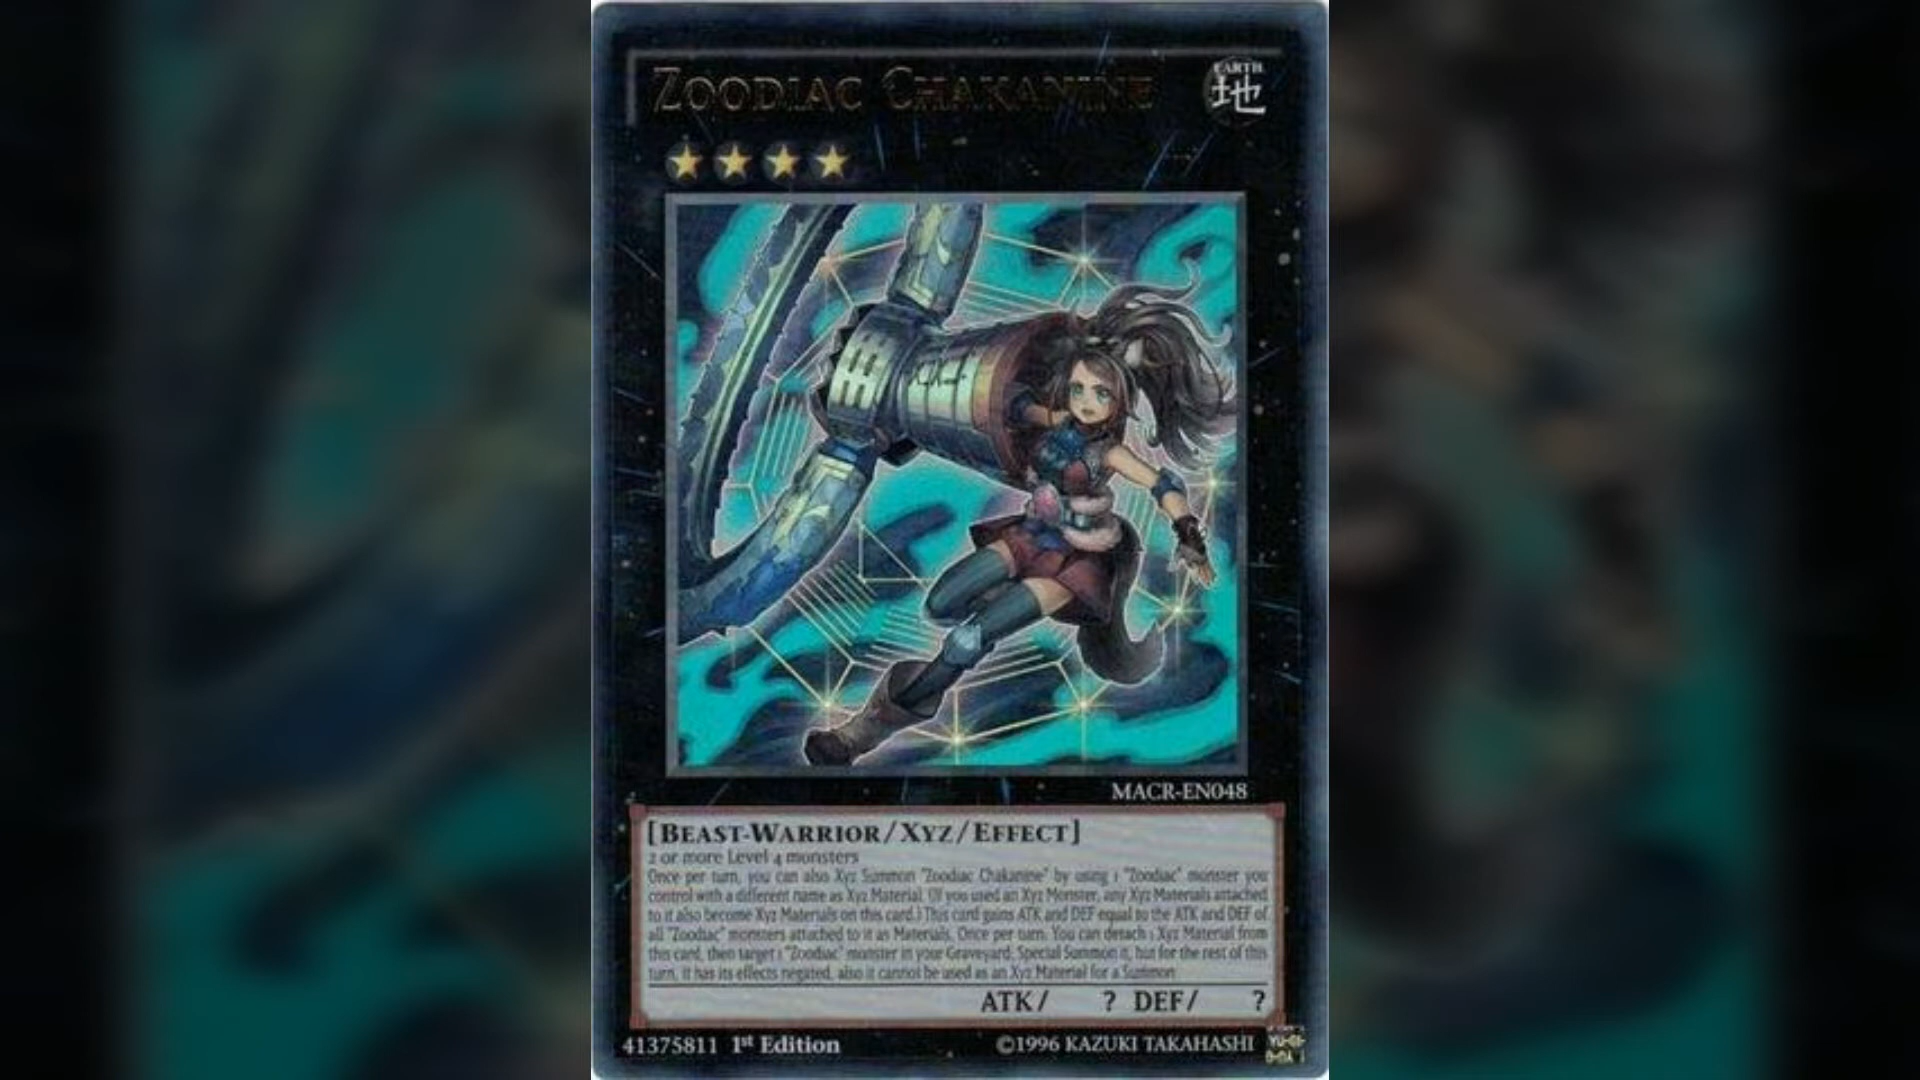 Zoodiac Chakanine
EARTH
地
MACR-EN048
[Beast-Warrior/Xyz/Effect]
2 or more Level 4 monsters
Once per turn, you can also Xyz Summon "Zoodiac Chakanine" by using 1 "Zoodiac" monster you
control with a different name as Xyz Material. (If you used an Xyz Monster, any Xyz Materials attached
to it also become Xyz Materials on this card.) This card gains ATK and DEF equal to the ATK and DEF of
all "Zoodiac" monsters attached to it as Materials. Once per turn: You can detach 1 Xyz Material from
this card, then target 1 "Zoodiac" monster in your Graveyard; Special Summon it, but for the rest of this
turn, it has its effects negated, also it cannot be used as an Xyz Material for a Summon.
ATK/ ? DEF/ ?
41375811 1st Edition ©1996 KAZUKI TAKAHASHI